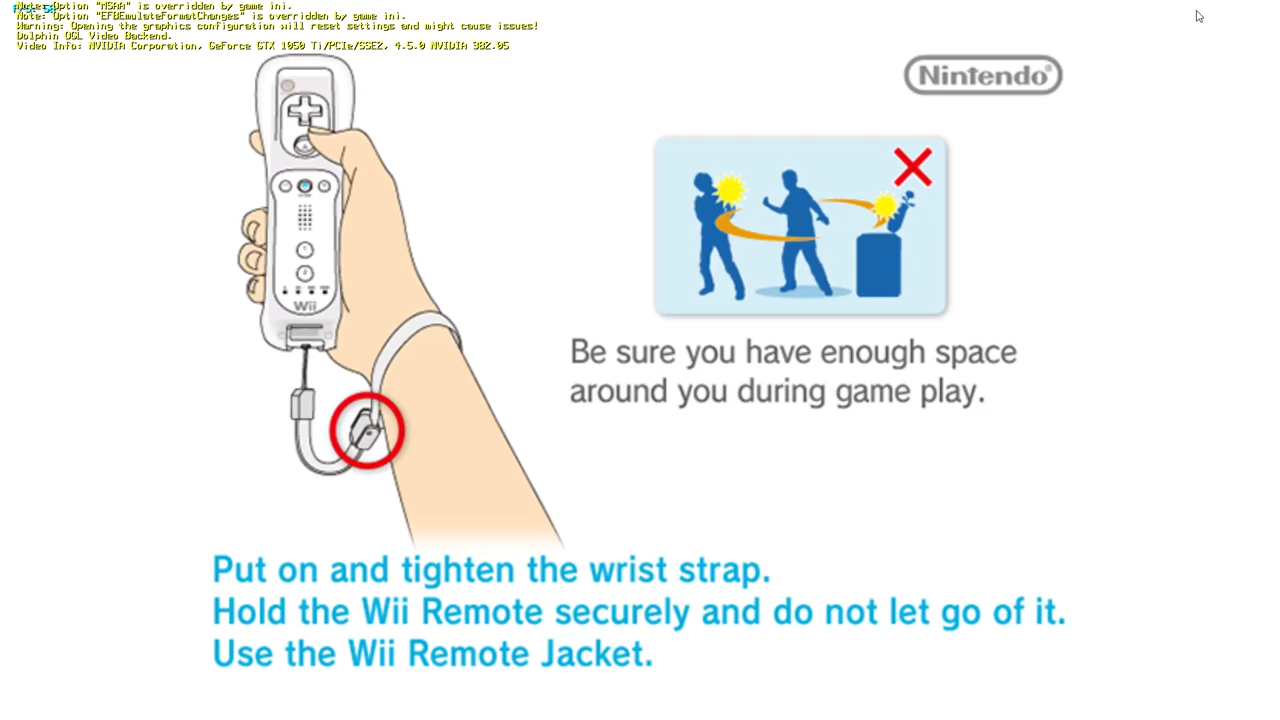 Note: Option "MSAA" is overridden by game ini.
Note: Option "EFBEmulateFormatChanges" is overridden by game ini.
Warning: Opening the graphics configuration will reset settings and might cause issues!
Dolphin OGL Video Backend.
Video Info: NVIDIA Corporation, GeForce GTX 1050 Ti/PCIe/SSE2, 4.5.0 NVIDIA 382.05
Nintendo®
1
2
Wii
Be sure you have enough space
around you during game play.
Put on and tighten the wrist strap.
Hold the Wii Remote securely and do not let go of it.
Use the Wii Remote Jacket.